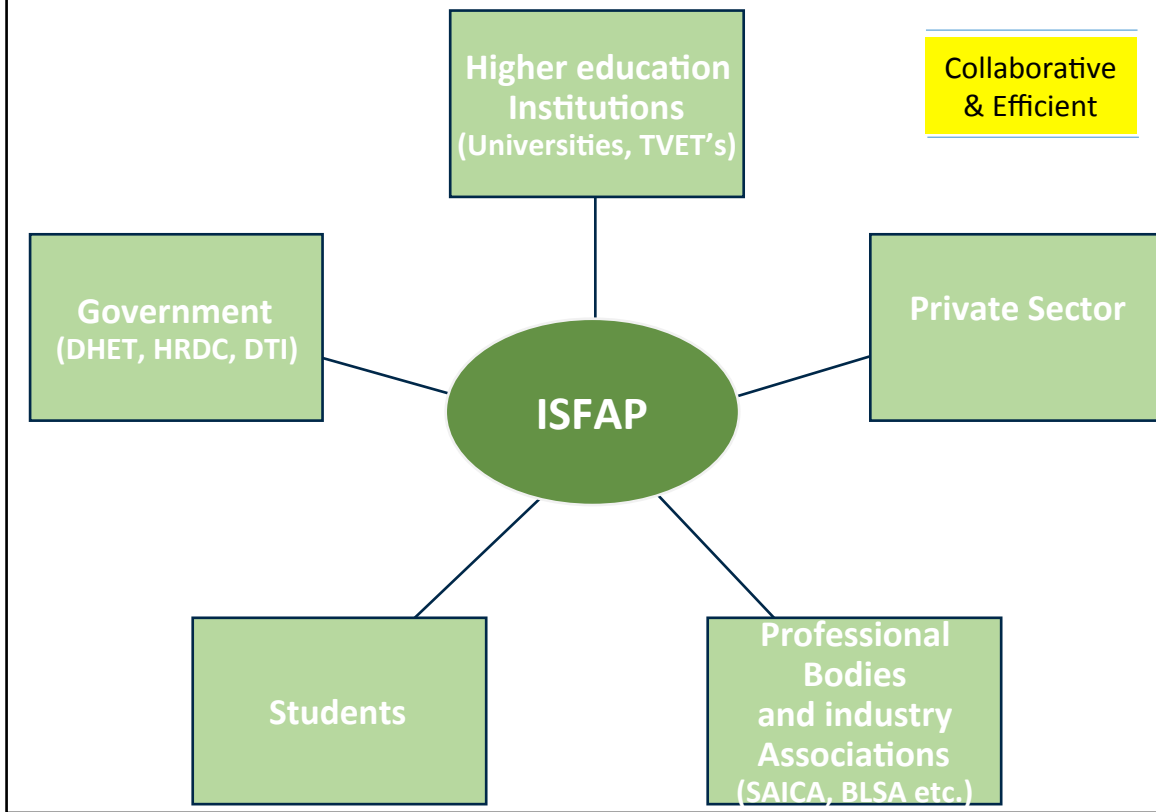 Higher education
Institutions
(Universities, TVET's)
Collaborative
& Efficient
Government
(DHET, HRDC, DTI)
Private Sector
ISFAP
Students
Professional
Bodies
and industry
Associations
(SAICA, BLSA etc.)